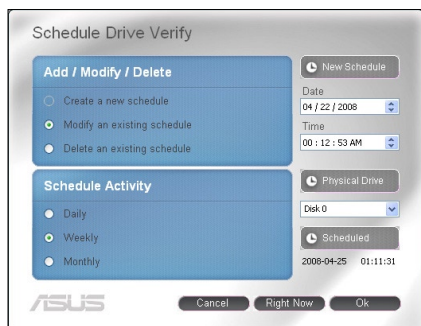 Schedule Drive Verify
Add / Modify / Delete
Create a new schedule
Modify an existing schedule
Delete an existing schedule
Schedule Activity
Daily
Weekly
Monthly
New Schedule
Date
04 / 22 / 2008
Time
00 : 12 : 53 AM
Physical Drive
Disk 0
Scheduled
2008-04-25 01:11:31
ASUS
Cancel Right Now Ok